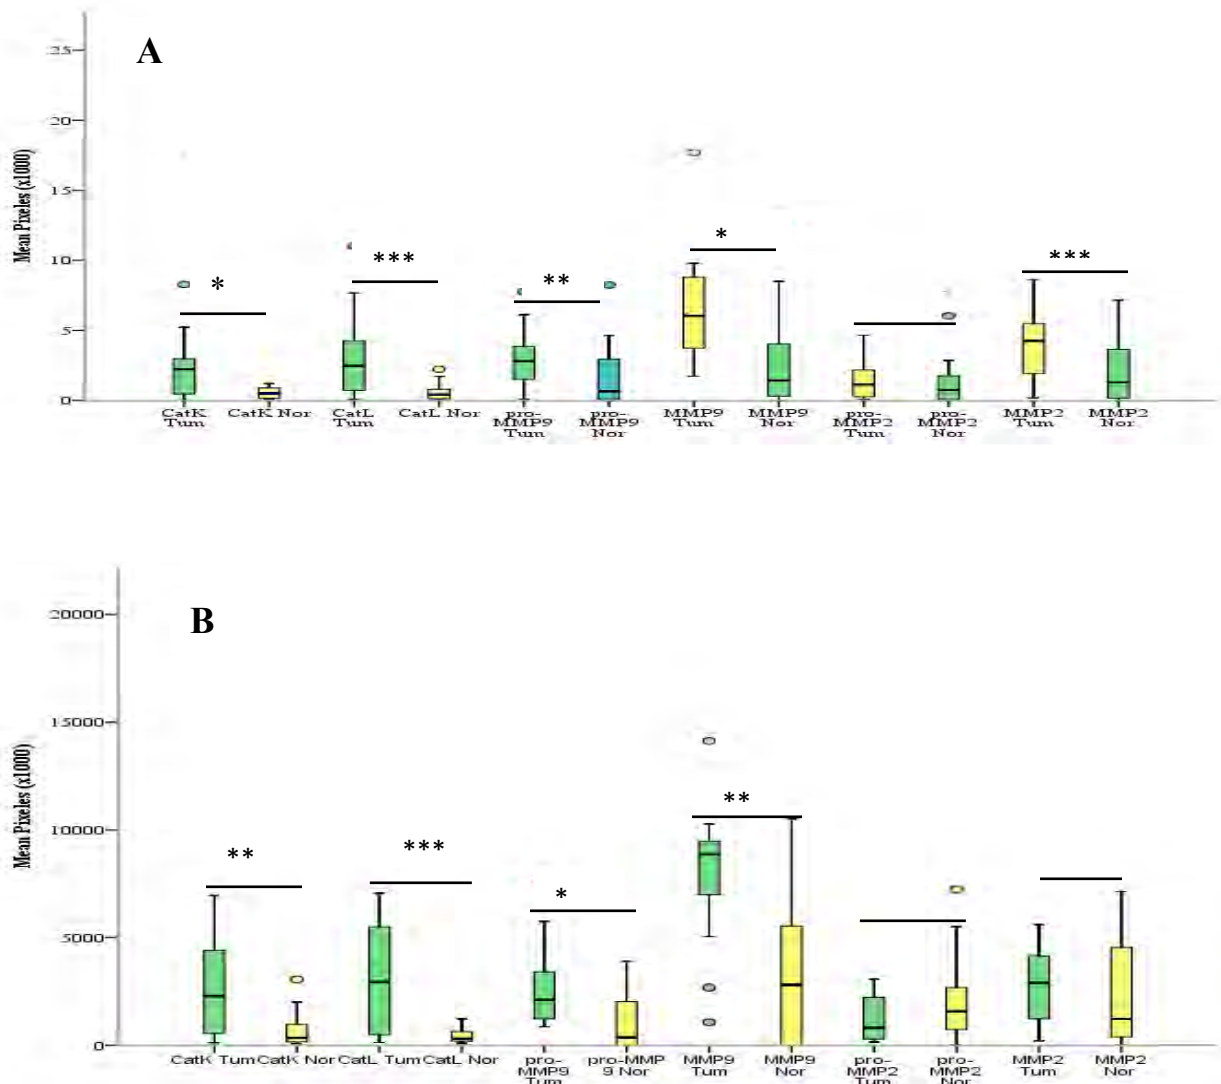 A
25
20
15
10
5
0
Mean Pixeles (x1000)
*
***
**
*
***
CatK Tum
CatK Nor
CatL Tum
CatL Nor
pro-MMP9 Tum
pro-MMP9 Nor
MMP9 Tum
MMP9 Nor
pro-MMP2 Tum
pro-MMP2 Nor
MMP2 Tum
MMP2 Nor
B
20000
15000
10000
5000
0
Mean Pixeles (x1000)
**
***
*
**
CatK Tum
CatK Nor
CatL Tum
CatL Nor
pro-MMP9 Tum
pro-MMP 9 Nor
MMP9 Tum
MMP9 Nor
pro-MMP2 Tum
pro-MMP2 Nor
MMP2 Tum
MMP2 Nor